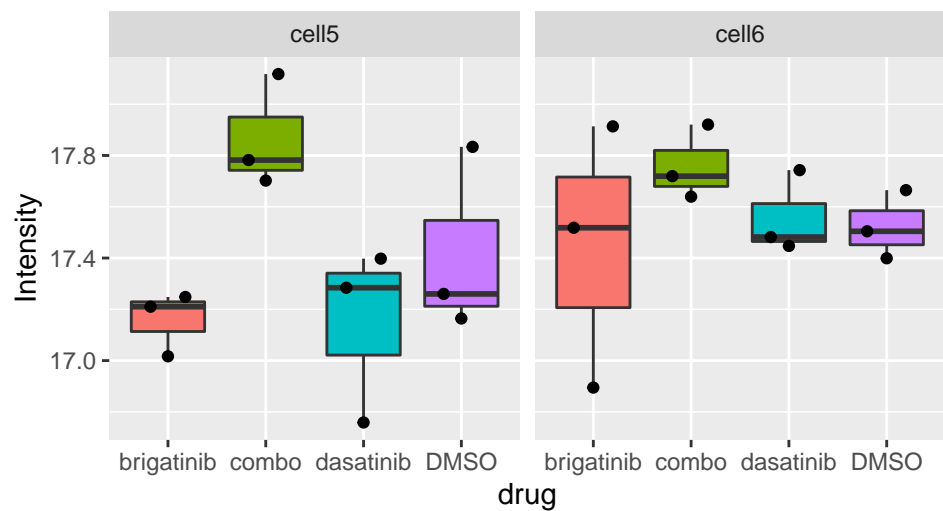 cell5 cell6
17.8
17.4
17.0
Intensity
brigatinib combo dasatinib DMSO brigatinib combo dasatinib DMSO
drug